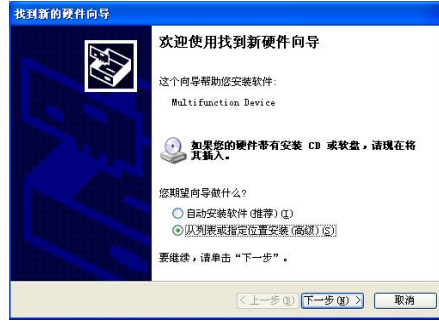 找到新的硬件向导
欢迎使用找到新硬件向导
这个向导帮助您安装软件:
Multifunction Device
如果您的硬件带有安装 CD 或软盘，请现在将
其插入。
您期望向导做什么?
自动安装软件(推荐)(I)
从列表或指定位置安装(高级)(S)
要继续，请单击“下一步”。
< 上一步(B) 下一步(N) > 取消